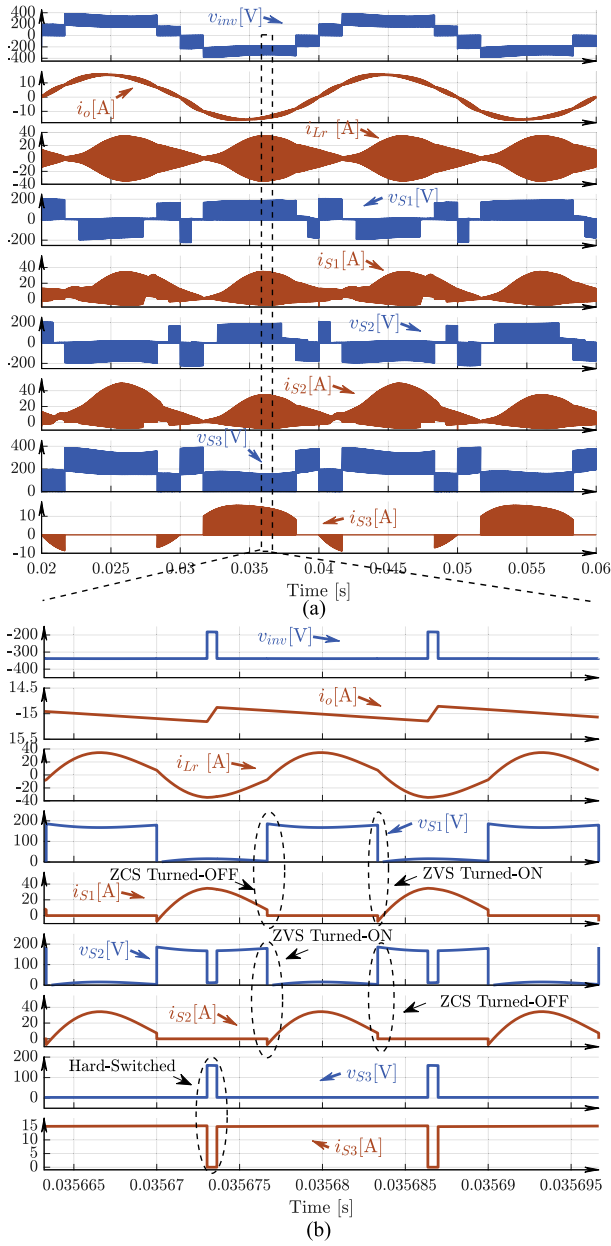 400
200
0
-200
-400
v_inv[V]
10
0
-10
i_o[A]
40
20
0
-20
-40
i_Lr [A]
200
0
-200
v_S1[V]
40
20
0
i_S1[A]
200
0
-200
v_S2[V]
40
20
0
i_S2[A]
400
200
0
v_S3[V]
10
0
-10
i_S3[A]
0.02 0.025 0.03 0.035 0.04 0.045 0.05 0.055 0.06
Time [s]
(a)
-200
-300
-400
v_inv[V]
14.5
-15
15.5
i_o[A]
40
20
0
-20
-40
i_Lr [A]
200
100
0
v_S1[V]
ZCS Turned-OFF
ZVS Turned-ON
40
20
0
i_S1[A]
ZVS Turned-ON
200
100
0
v_S2[V]
40
20
0
i_S2[A]
ZCS Turned-OFF
200
100
0
Hard-Switched
v_S3[V]
15
10
5
0
i_S3[A]
0.035665 0.03567 0.035675 0.03568 0.035685 0.03569 0.035695
Time [s]
(b)